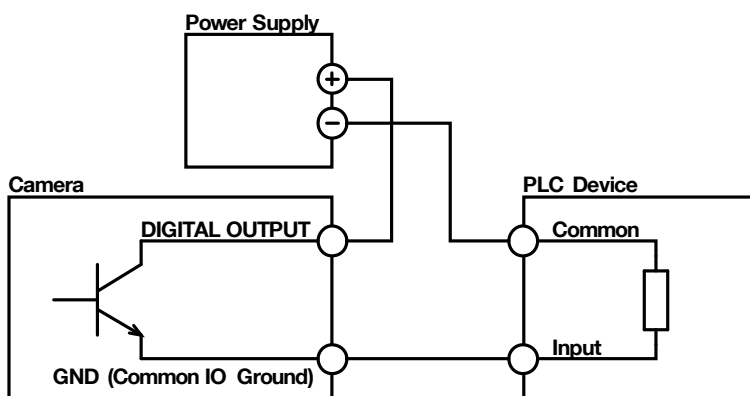 Power Supply
+
−
Camera
PLC Device
DIGITAL OUTPUT
Common
Input
GND (Common IO Ground)